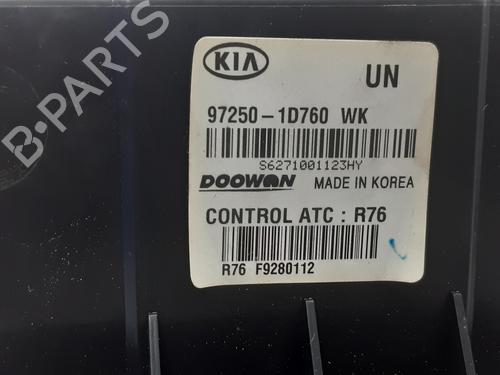 KIA
UN
97250-1D760 WK
S6271001123HY
DOOWON MADE IN KOREA
CONTROL ATC : R76
R76 F9280112
B-PARTS